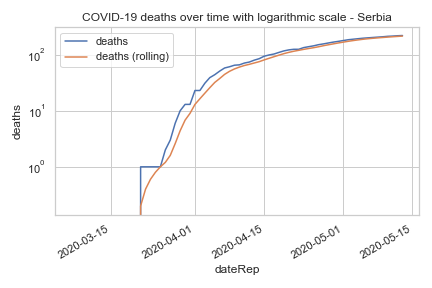 COVID-19 deaths over time with logarithmic scale - Serbia
deaths
deaths (rolling)
10²
10¹
10⁰
deaths
2020-03-15
2020-04-01
2020-04-15
2020-05-01
2020-05-15
dateRep